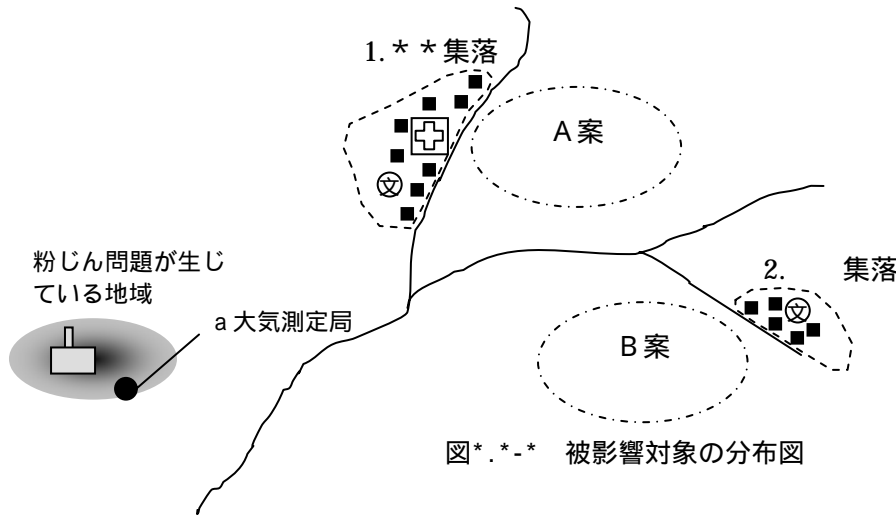 1.＊＊集落
A案
文
粉じん問題が生じ
ている地域
a 大気測定局
2.　　集落
文
B案
図*.*-*　被影響対象の分布図